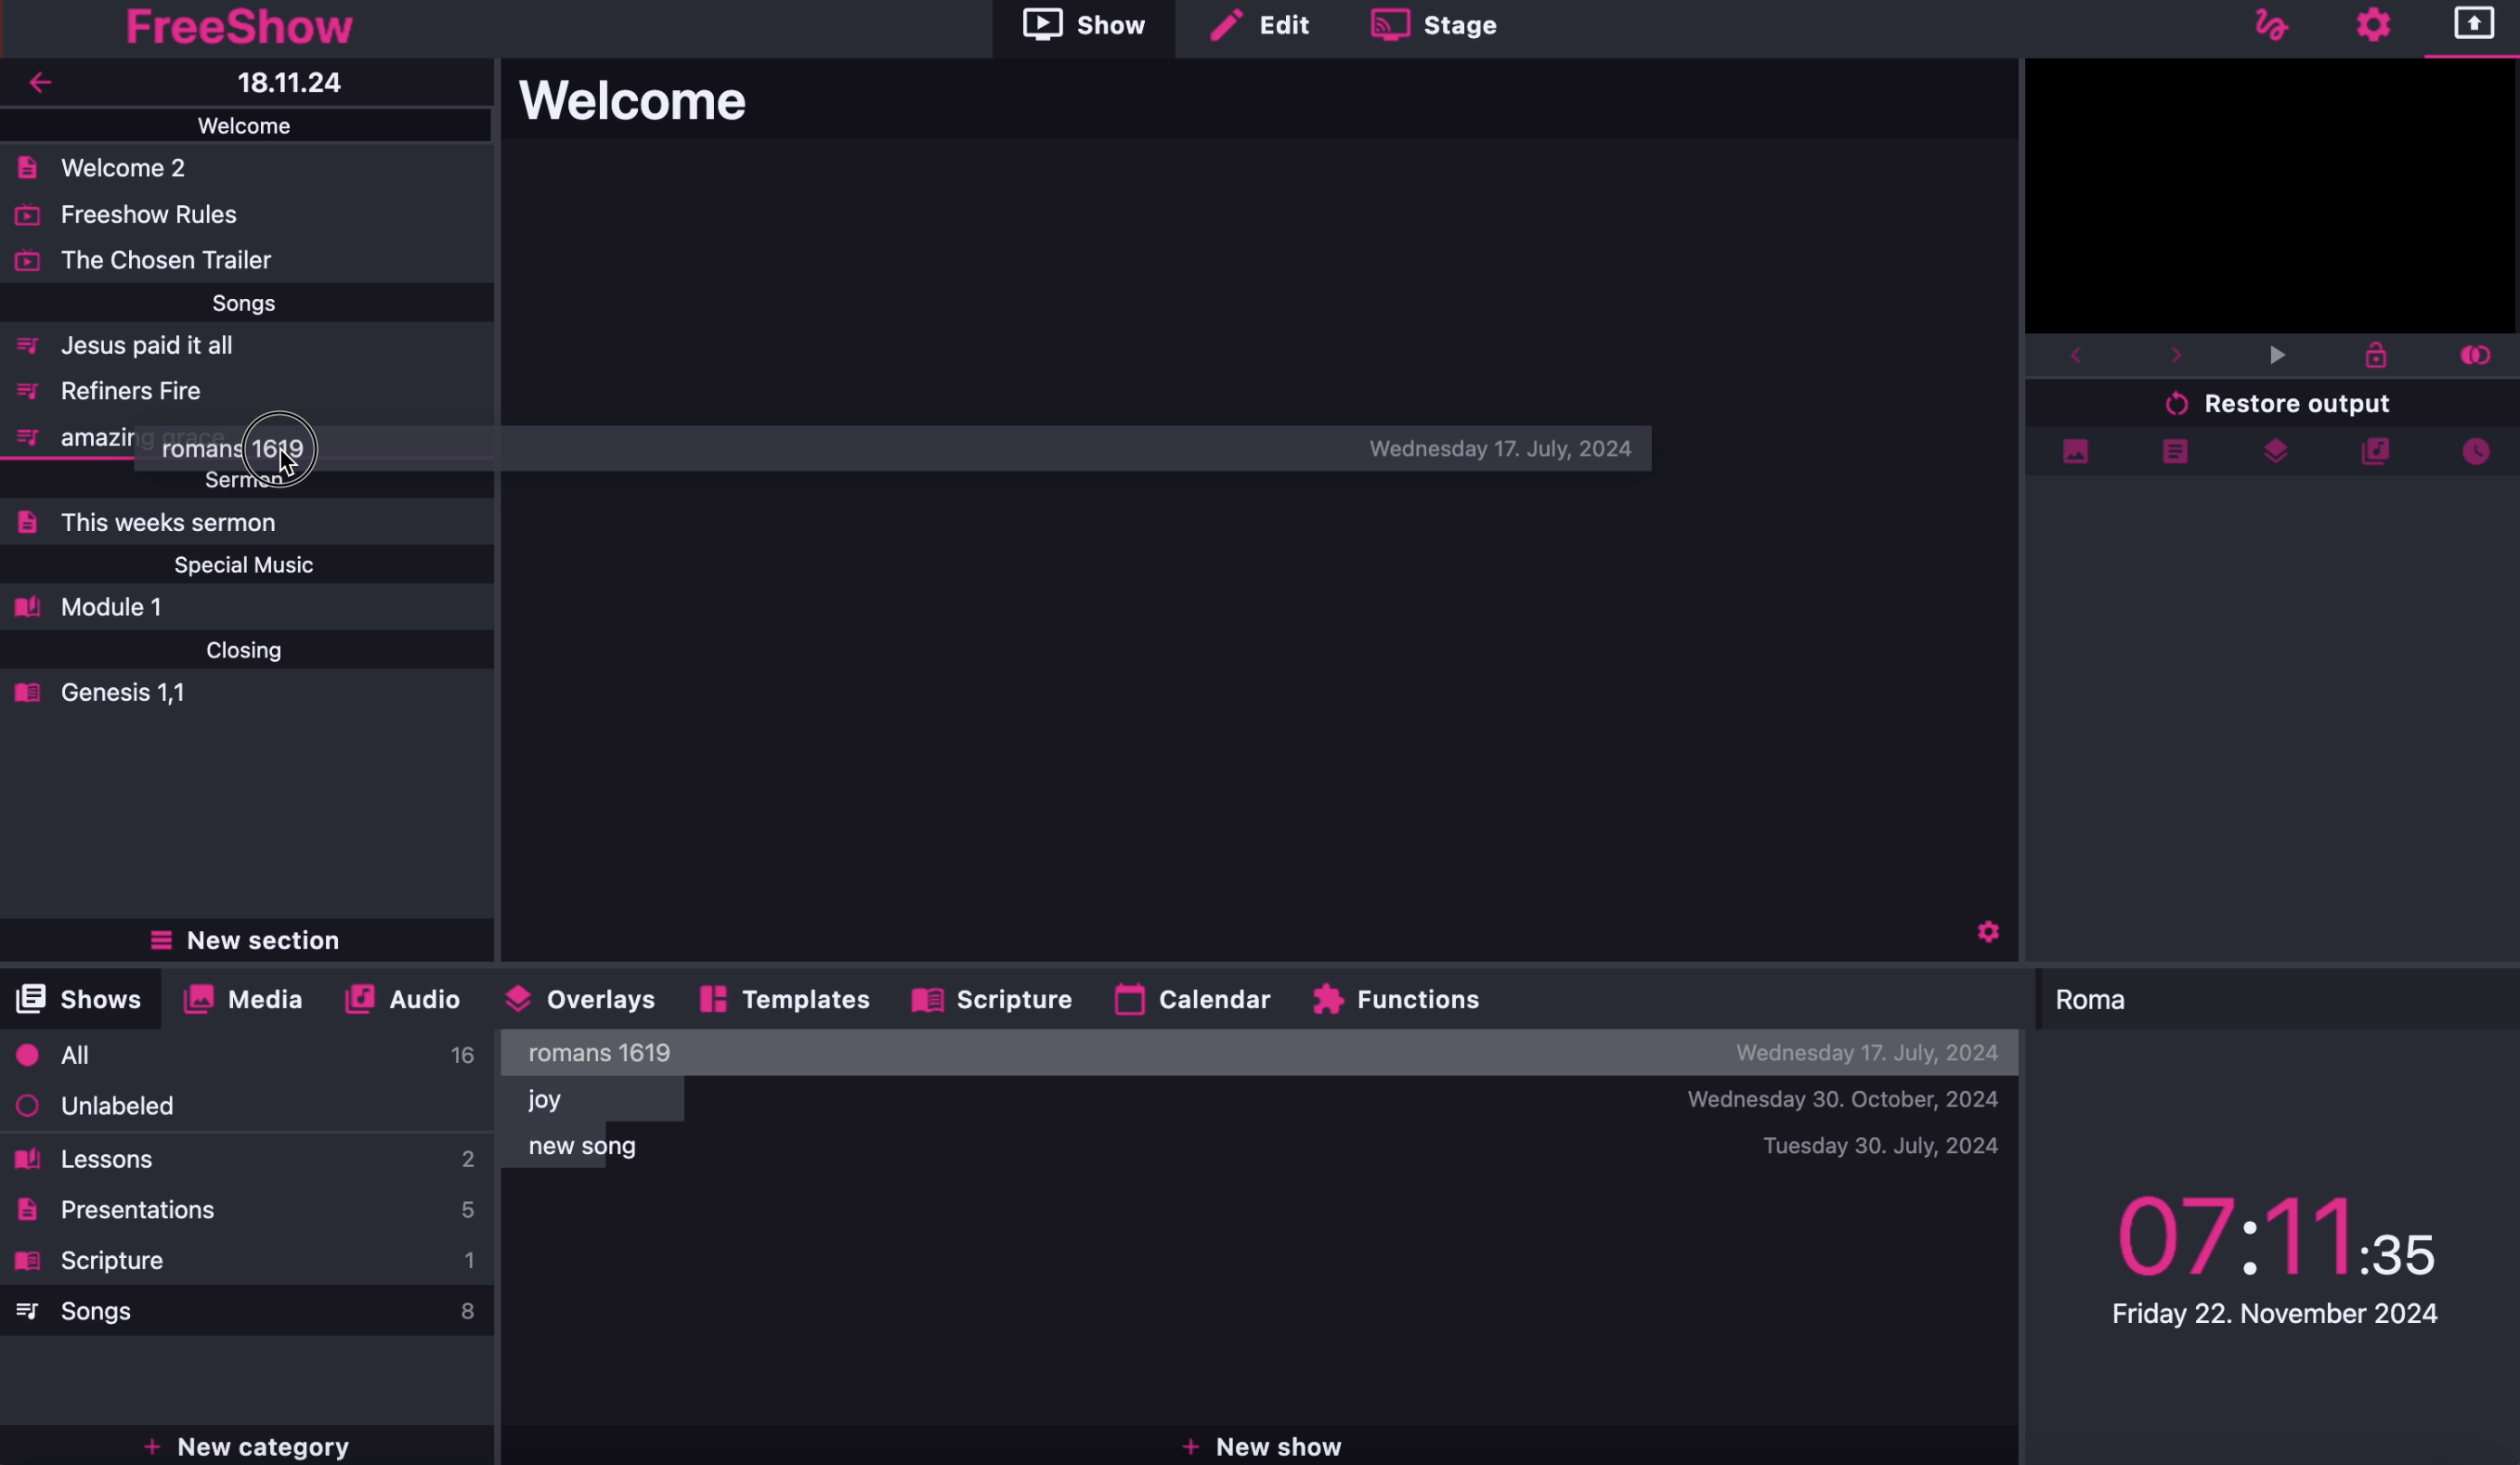 FreeShow
Show
Edit
Stage
18.11.24
Welcome
Welcome 2
Freeshow Rules
The Chosen Trailer
Songs
Jesus paid it all
Refiners Fire
amazing grace
Sermon
This weeks sermon
Special Music
Module 1
Closing
Genesis 1,1
New section
Welcome
romans 1619 Wednesday 17. July, 2024
Restore output
Shows
Media
Audio
Overlays
Templates
Scripture
Calendar
Functions
Roma
All 16
Unlabeled
Lessons 2
Presentations 5
Scripture 1
Songs 8
New category
romans 1619 Wednesday 17. July, 2024
joy Wednesday 30. October, 2024
new song Tuesday 30. July, 2024
New show
07:11:35
Friday 22. November 2024